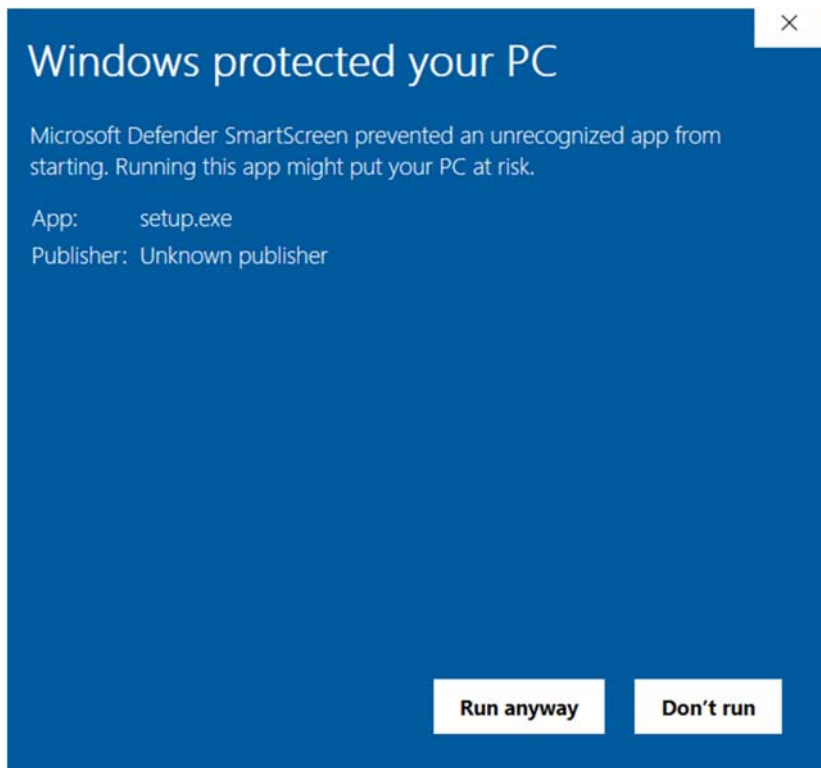 Windows protected your PC
Microsoft Defender SmartScreen prevented an unrecognized app from
starting. Running this app might put your PC at risk.
App: setup.exe
Publisher: Unknown publisher
Run anyway Don't run